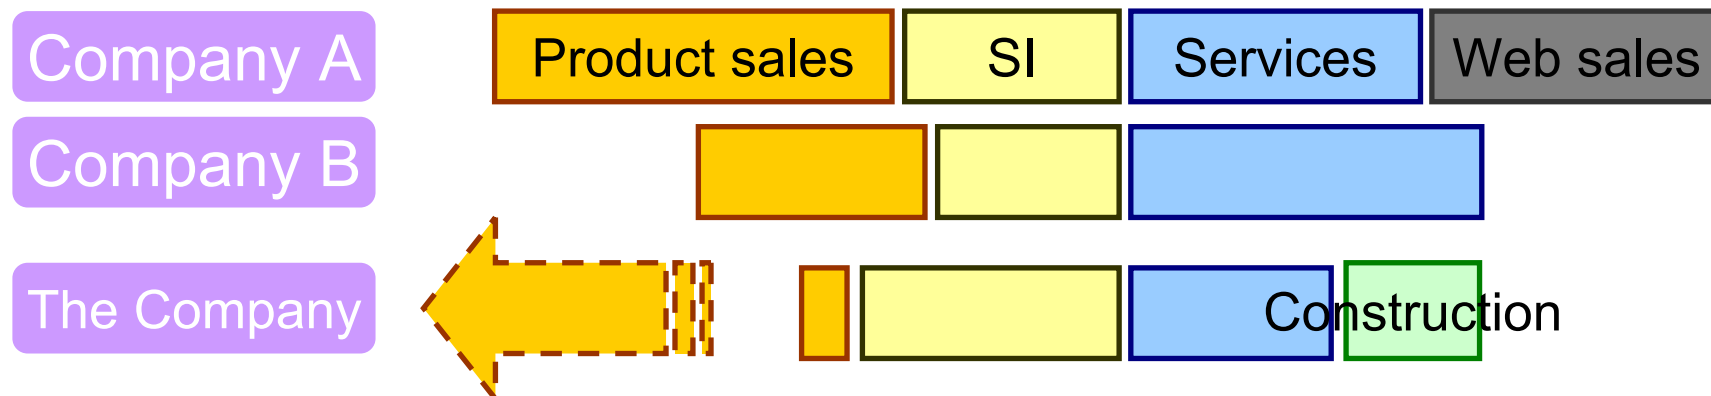 Company A
Product sales
SI
Services
Web sales
Company B
The Company
Construction